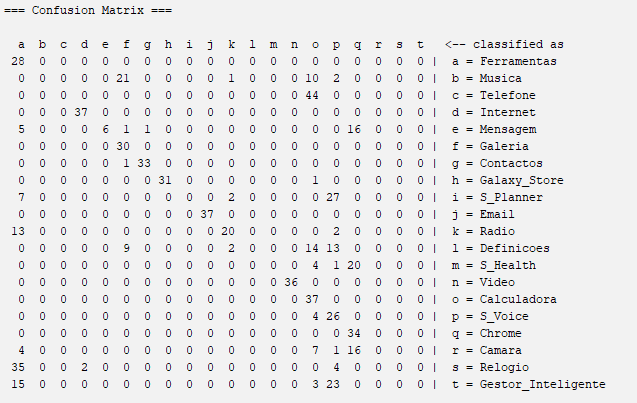 === Confusion Matrix ===
a b c d e f g h i j k l m n o p q r s t <-- classified as
28 0 0 0 0 0 0 0 0 0 0 0 0 0 0 0 0 0 0 0 | a = Ferramentas
0 0 0 0 0 21 0 0 0 0 1 0 0 0 10 2 0 0 0 0 | b = Musica
0 0 0 0 0 0 0 0 0 0 0 0 0 0 44 0 0 0 0 0 | c = Telefone
0 0 0 37 0 0 0 0 0 0 0 0 0 0 0 0 0 0 0 0 | d = Internet
5 0 0 0 6 1 1 0 0 0 0 0 0 0 0 0 16 0 0 0 | e = Mensagem
0 0 0 0 0 30 0 0 0 0 0 0 0 0 0 0 0 0 0 0 | f = Galeria
0 0 0 0 0 1 33 0 0 0 0 0 0 0 0 0 0 0 0 0 | g = Contactos
0 0 0 0 0 0 0 31 0 0 0 0 0 0 1 0 0 0 0 0 | h = Galaxy_Store
7 0 0 0 0 0 0 0 0 0 2 0 0 0 0 27 0 0 0 0 | i = S_Planner
0 0 0 0 0 0 0 0 0 37 0 0 0 0 0 0 0 0 0 0 | j = Email
13 0 0 0 0 0 0 0 0 0 20 0 0 0 0 2 0 0 0 0 | k = Radio
0 0 0 0 0 9 0 0 0 0 2 0 0 0 14 13 0 0 0 0 | l = Definicoes
0 0 0 0 0 0 0 0 0 0 0 0 0 0 4 1 20 0 0 0 | m = S_Health
0 0 0 0 0 0 0 0 0 0 0 0 0 36 0 0 0 0 0 0 | n = Video
0 0 0 0 0 0 0 0 0 0 0 0 0 0 37 0 0 0 0 0 | o = Calculadora
0 0 0 0 0 0 0 0 0 0 0 0 0 0 4 26 0 0 0 0 | p = S_Voice
0 0 0 0 0 0 0 0 0 0 0 0 0 0 0 0 34 0 0 0 | q = Chrome
4 0 0 0 0 0 0 0 0 0 0 0 0 0 7 1 16 0 0 0 | r = Camara
35 0 0 2 0 0 0 0 0 0 0 0 0 0 0 4 0 0 0 0 | s = Relogio
15 0 0 0 0 0 0 0 0 0 0 0 0 0 3 23 0 0 0 0 | t = Gestor_Inteligente